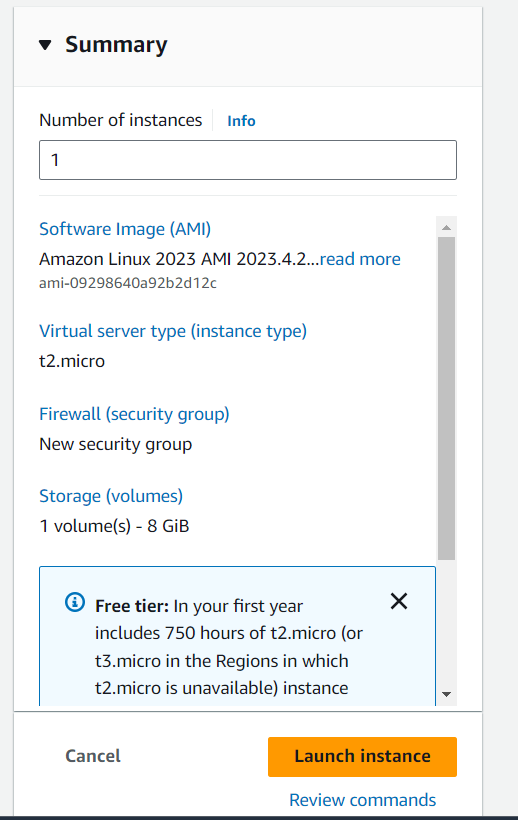 Summary
Number of instances Info
1
Software Image (AMI)
Amazon Linux 2023 AMI 2023.4.2...read more
ami-09298640a92b2d12c
Virtual server type (instance type)
t2.micro
Firewall (security group)
New security group
Storage (volumes)
1 volume(s) - 8 GiB
Free tier: In your first year
includes 750 hours of t2.micro (or
t3.micro in the Regions in which
t2.micro is unavailable) instance
Cancel Launch instance
Review commands